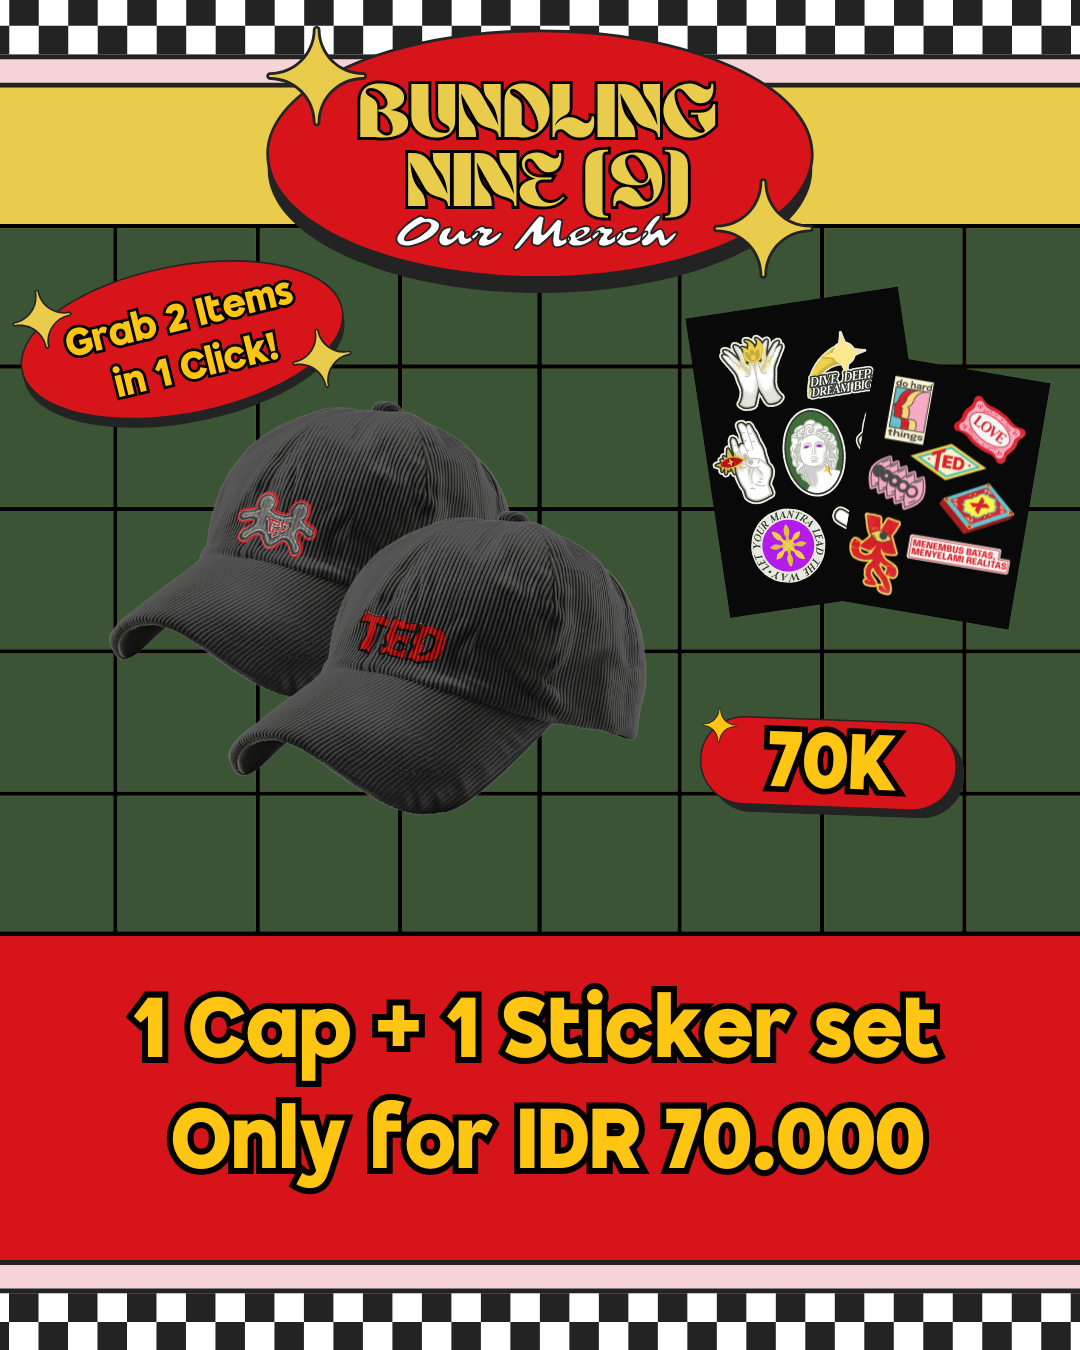 BUNDLING
NINE (9)
Our Merch
Grab 2 Items
in 1 Click!
TED
TED
DIVE DEEP
DREAM BIG
LET YOUR MANTRA LEAD THE WAY
do hard
things
LOVE
TED
MENEMBUS BATAS,
MENYELAMI REALITAS
70K
1 Cap + 1 Sticker set
Only for IDR 70.000